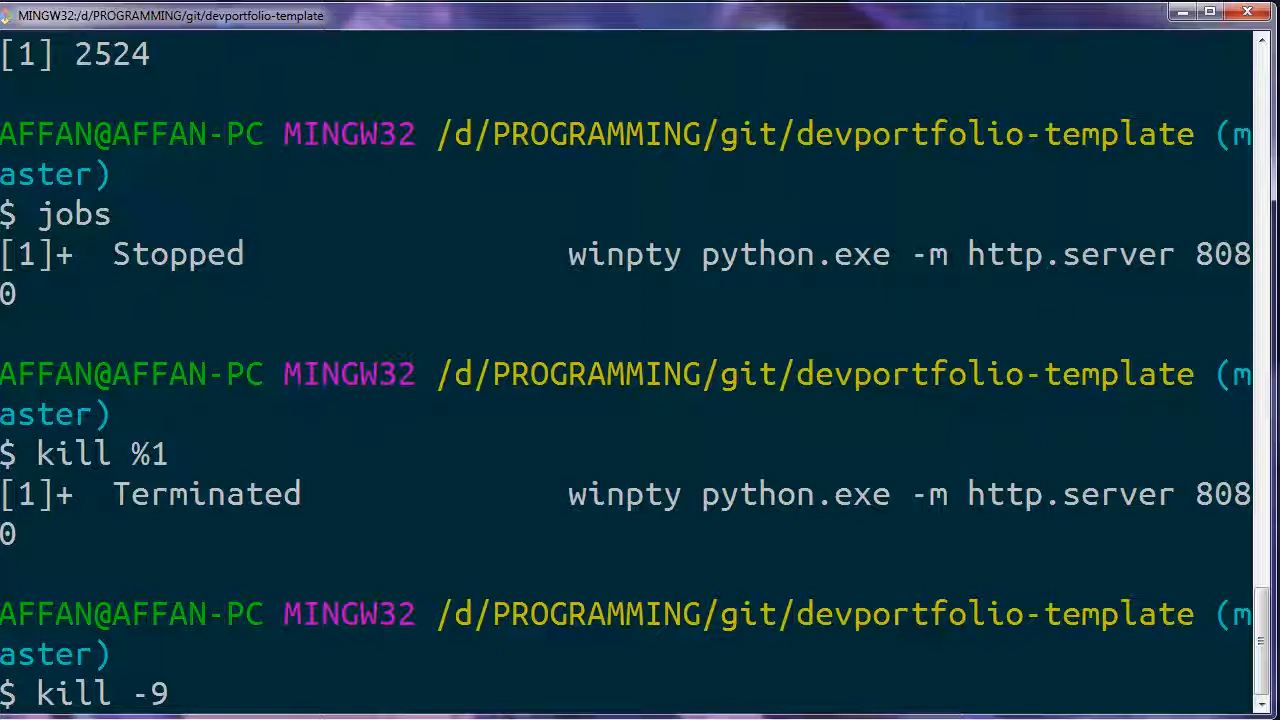 MINGW32:/d/PROGRAMMING/git/devportfolio-template
[1] 2524
AFFAN@AFFAN-PC MINGW32 /d/PROGRAMMING/git/devportfolio-template (m
aster)
$ jobs
[1]+  Stopped                 winpty python.exe -m http.server 808
0
AFFAN@AFFAN-PC MINGW32 /d/PROGRAMMING/git/devportfolio-template (m
aster)
$ kill %1
[1]+  Terminated              winpty python.exe -m http.server 808
0
AFFAN@AFFAN-PC MINGW32 /d/PROGRAMMING/git/devportfolio-template (m
aster)
$ kill -9